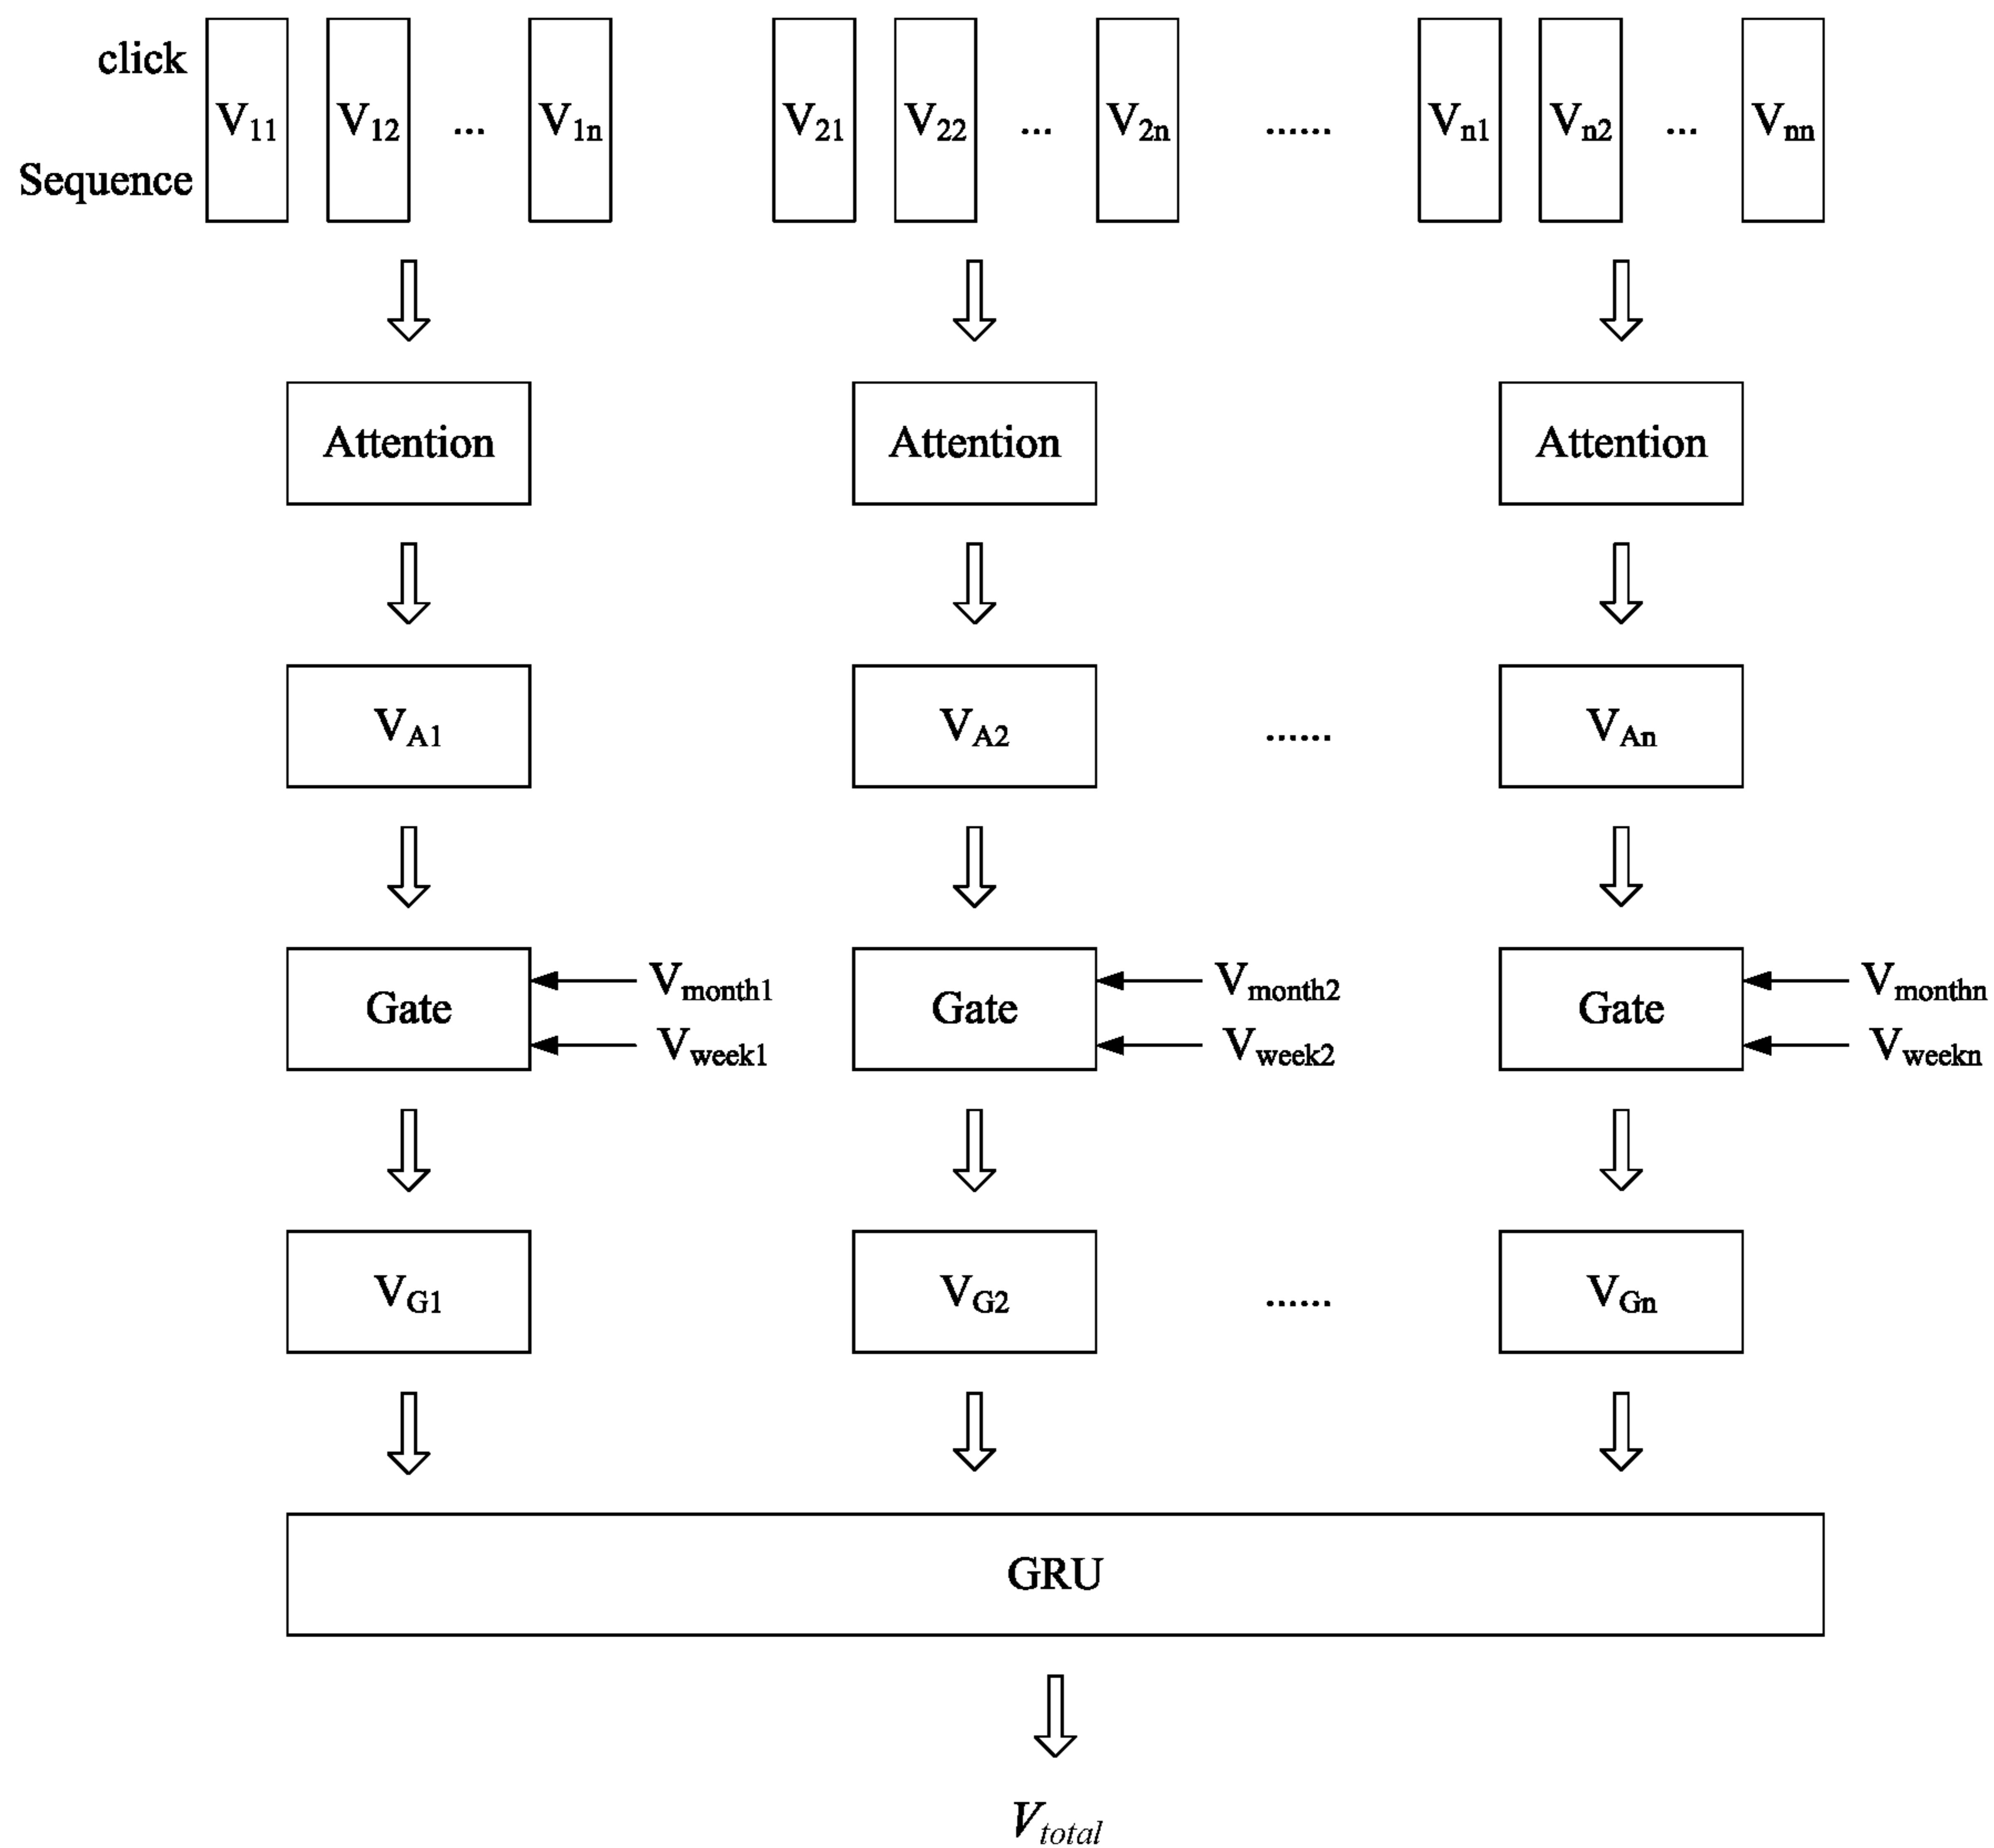 click
Sequence
V11 V12 ... V1n V21 V22 ... V2n ...... Vn1 Vn2 ... Vnn
Attention Attention Attention
VA1 VA2 ...... VAn
Gate Vmonth1 Gate Vmonth2 Gate Vmonthn
Vweek1 Vweek2 Vweekn
VG1 VG2 ...... VGn
GRU
Vtotal